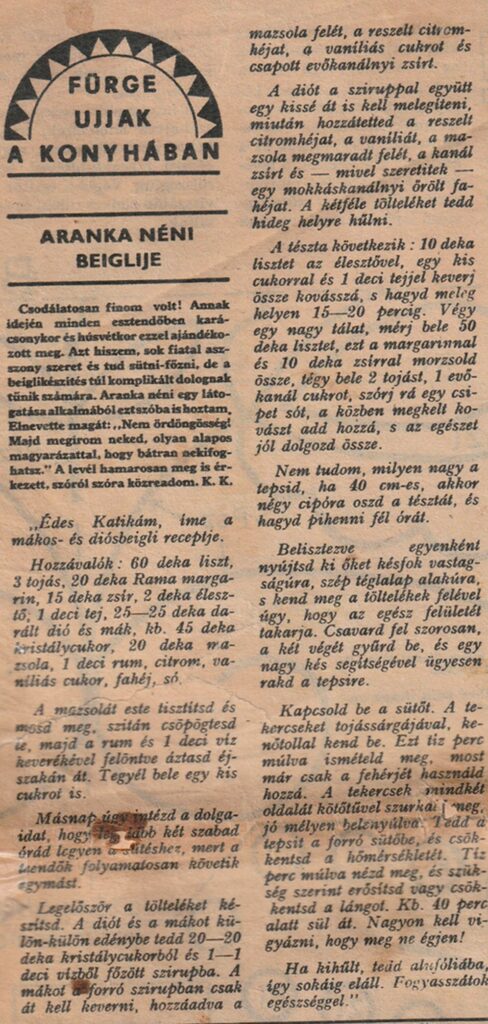 FÜRGE
UJJAK
A KONYHÁBAN
ARANKA NÉNI
BEIGLIJE
Csodálatosan finom volt! Annak
idején minden esztendőben kará-
csonykor és húsvétkor ezzel ajándéko-
zott meg. Azt hiszem, sok fiatal asz-
szony szeret és tud sütni-főzni, de a
beiglikészítés túl komplikált dolognak
tűnik számára. Aranka néni egy láto-
gatása alkalmából ezt szóba is hoztam.
Elnevette magát: „Nem ördöngösség!
Majd megírom neked, olyan alapos
magyarázattal, hogy bátran nekifog-
hatsz." A levél hamarosan meg is ér-
kezett, szóról szóra közreadom. K. K.
„Édes Katikám, íme a
mákos- és diósbeigli receptje.
Hozzávalók: 60 deka liszt,
3 tojás, 20 deka Rama marga-
rin, 15 deka zsír, 2 deka élesz-
tő, 1 deci tej, 25—25 deka da-
rált dió és mák, kb. 45 deka
kristálycukor, 20 deka ma-
zsola, 1 deci rum, citrom, va-
níliás cukor, fahéj, só.
A mazsolát este tisztítsd és
mosd meg, szitán csöpögtesd
le, majd a rum és 1 deci víz
keverékével felöntve áztasd éj-
szakán át. Tegyél bele egy kis
cukrot is.
Másnap úgy intézd a dolga-
idat, hogy több két szabad
órád legyen a sütéshez, mert a
teendők folyamatosan követik
egymást.
Legelőször a tölteléket ké-
szítsd. A diót és a mákot kü-
lön-külön edénybe tedd 20—20
deka kristálycukorból és 1—1
deci vízből főzött szirupba. A
mákot a forró szirupban csak
át kell keverni, hozzáadva a
mazsola felét, a reszelt citrom-
héjat, a vaníliás cukrot és
csapott evőkanálnyi zsírt.
A diót a sziruppal együtt
egy kissé át is kell melegíteni,
miután hozzátetted a reszelt
citromhéjat, a vaníliát, a ma-
zsola megmaradt felét, a kanál
zsírt és — mivel szeretitek —
egy mokkáskanálnyi őrölt fa-
héjat. A kétféle tölteléket tedd
hideg helyre hűlni.
A tészta következik: 10 deka
lisztet az élesztővel, egy kis
cukorral és 1 deci tejjel keverj
össze kovásszá, s hagyd meleg
helyen 15—20 percig. Végy
egy nagy tálat, mérj bele 50
deka lisztet, ezt a margarinnal
és 10 deka zsírral morzsold
össze, tégy bele 2 tojást, 1 evő-
kanál cukrot, szórj rá egy csi-
pet sót, a közben megkelt ko-
vászt add hozzá, s az egészet
jól dolgozd össze.
Nem tudom, milyen nagy a
tepsid, ha 40 cm-es, akkor
négy cipóra oszd a tésztát, és
hagyd pihenni fél órát.
Belisztezve egyenként
nyújtsd ki őket késfok vastag-
ságúra, szép téglalap alakúra,
s kend meg a töltelékek felével
úgy, hogy az egész felületét
takarja. Csavard fel szorosan,
a két végét gyűrd be, és egy
nagy kés segítségével ügyesen
rakd a tepsire.
Kapcsold be a sütőt. A te-
kercseket tojássárgájával, ke-
nőtollal kend be. Ezt tíz perc
múlva ismételd meg, most
már csak a fehérjét használd
hozzá. A tekercsek mindkét
oldalát kötőtűvel szurkáld meg,
jó mélyen belenyúlva. Tedd a
tepsit a forró sütőbe, és csök-
kentsd a hőmérsékletét. Tíz
perc múlva nézd meg, és szük-
ség szerint erősítsd vagy csök-
kentsd a lángot. Kb. 40 perc
alatt sül át. Nagyon kell vi-
gyázni, hogy meg ne égjen!
Ha kihűlt, tedd alufóliába,
így sokáig eláll. Fogyasszátok
egészséggel."